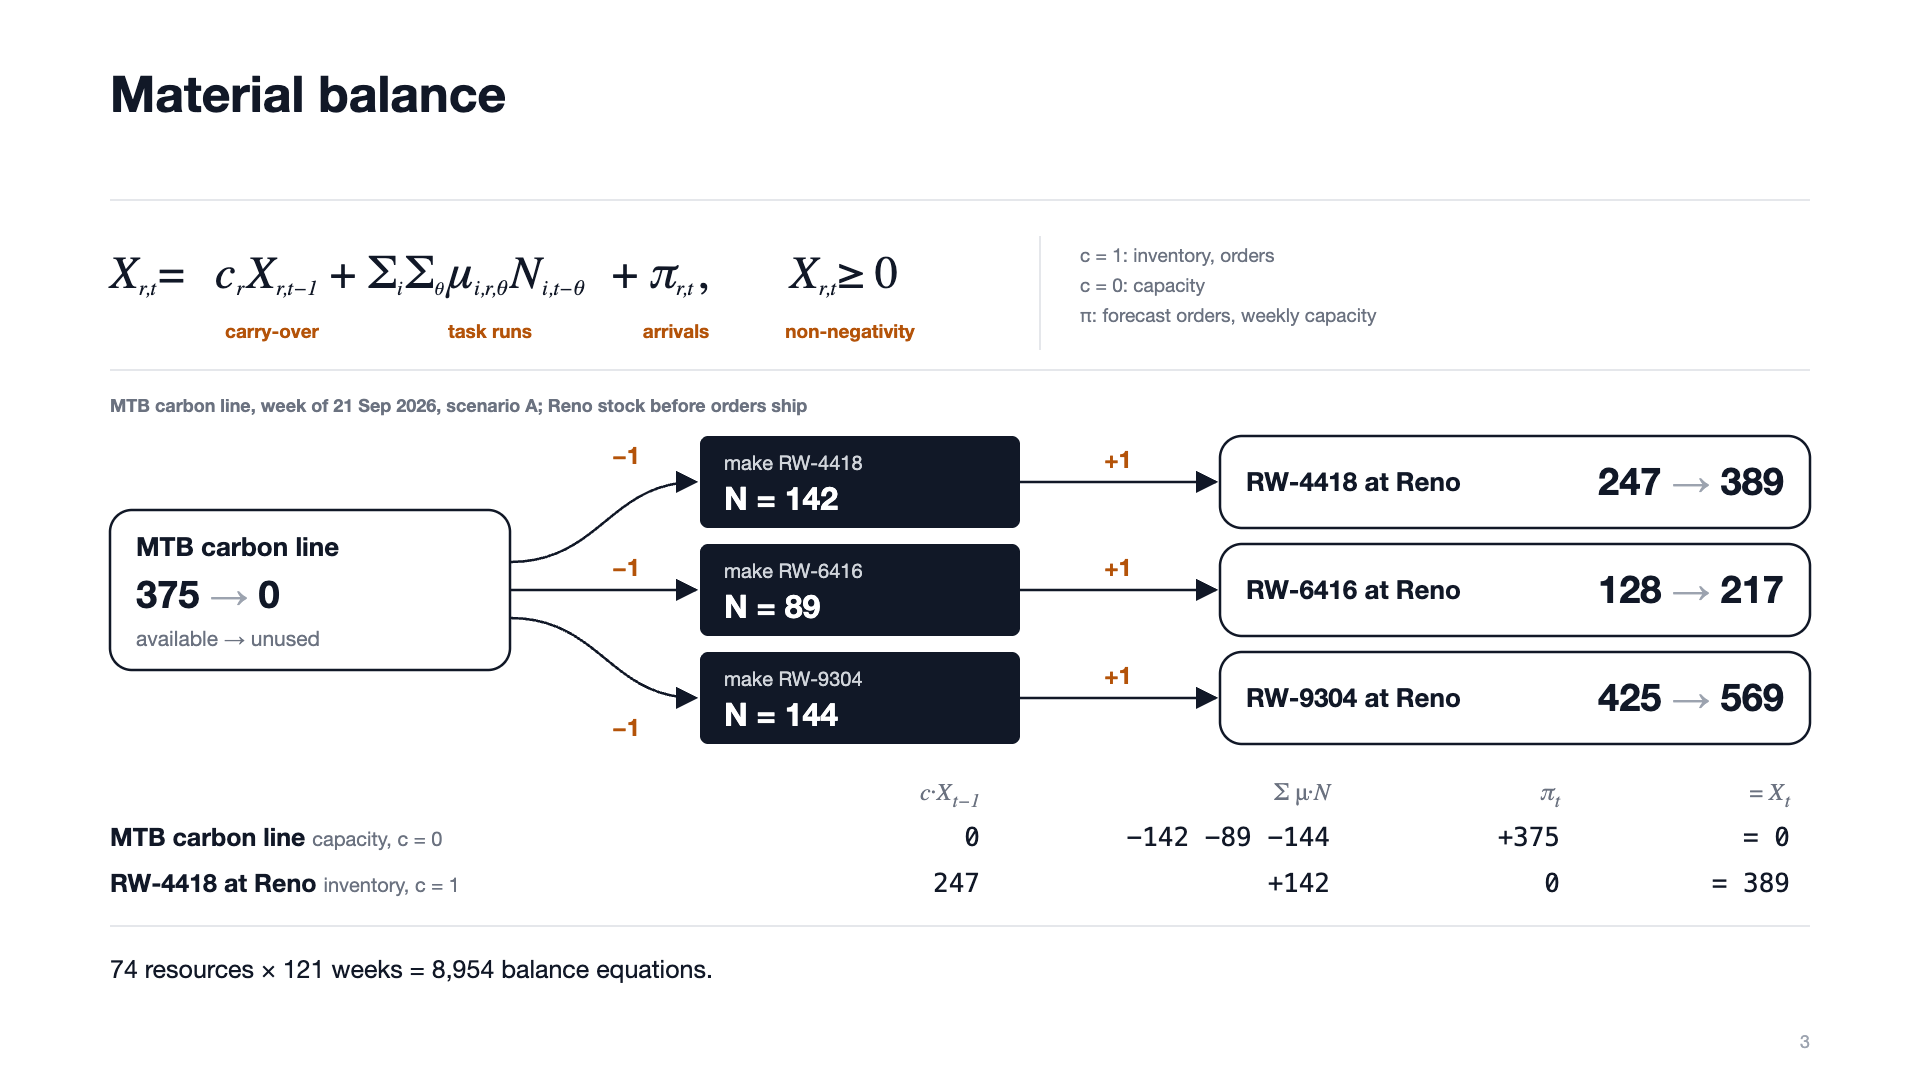 Material balance
X_{r,t} = c_r X_{r,t−1} + Σ_i Σ_θ μ_{i,r,θ} N_{i,t−θ} + π_{r,t} , X_{r,t} ≥ 0
carry-over task runs arrivals non-negativity
c = 1: inventory, orders
c = 0: capacity
π: forecast orders, weekly capacity
MTB carbon line, week of 21 Sep 2026, scenario A; Reno stock before orders ship
MTB carbon line
375 → 0
available → unused
−1
−1
−1
make RW-4418
N = 142
+1
RW-4418 at Reno 247 → 389
make RW-6416
N = 89
+1
RW-6416 at Reno 128 → 217
make RW-9304
N = 144
+1
RW-9304 at Reno 425 → 569
c·X_{t−1} Σ μ·N π_t = X_t
MTB carbon line capacity, c = 0 0 −142 −89 −144 +375 = 0
RW-4418 at Reno inventory, c = 1 247 +142 0 = 389
74 resources × 121 weeks = 8,954 balance equations.
3